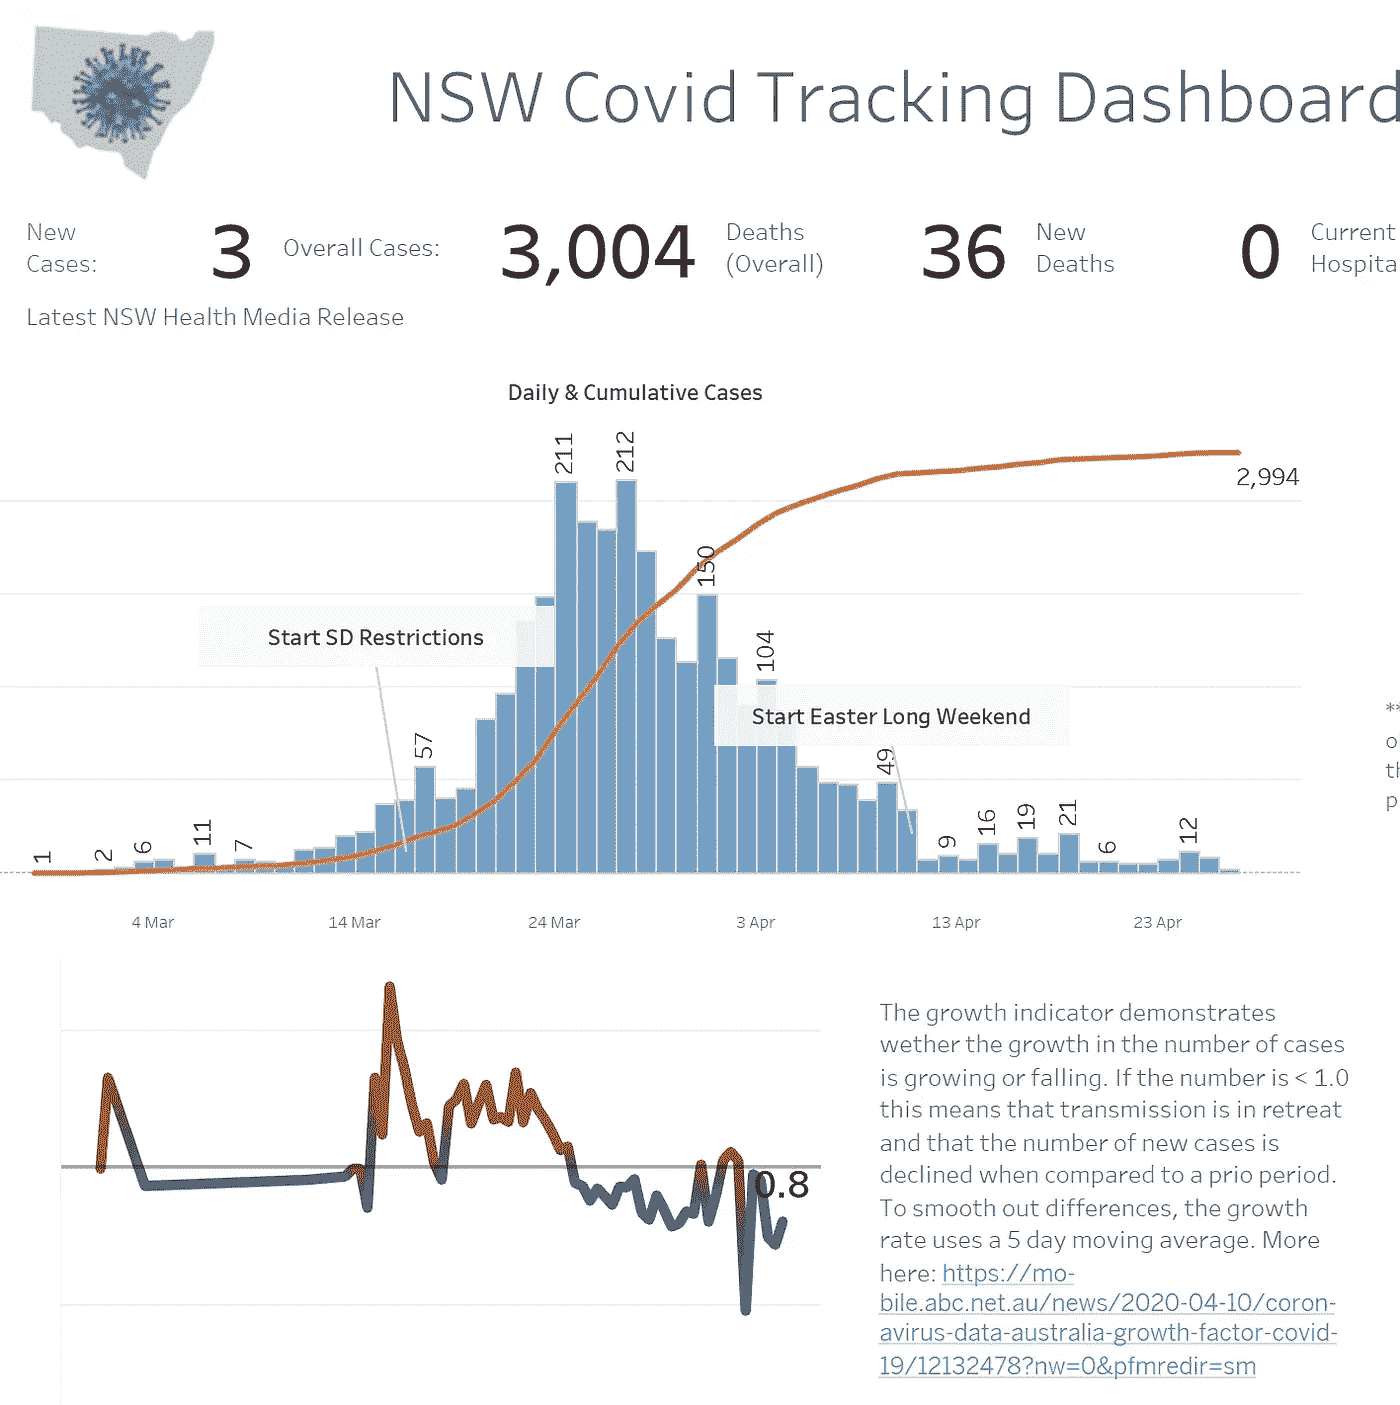 NSW Covid Tracking Dashboard
New
Cases:
3
Overall Cases:
3,004
Deaths
(Overall)
36
New
Deaths
0
Current
Hospita
Latest NSW Health Media Release
Daily & Cumulative Cases
211
212
2,994
150
Start SD Restrictions
104
Start Easter Long Weekend
57
49
1
2
6
11
7
9
16
19
21
6
12
**
o
th
p
4 Mar
14 Mar
24 Mar
3 Apr
13 Apr
23 Apr
0.8
The growth indicator demonstrates
wether the growth in the number of cases
is growing or falling. If the number is < 1.0
this means that transmission is in retreat
and that the number of new cases is
declined when compared to a prio period.
To smooth out differences, the growth
rate uses a 5 day moving average. More
here: https://mo-
bile.abc.net.au/news/2020-04-10/coron-
avirus-data-australia-growth-factor-covid-
19/12132478?nw=0&pfmredir=sm